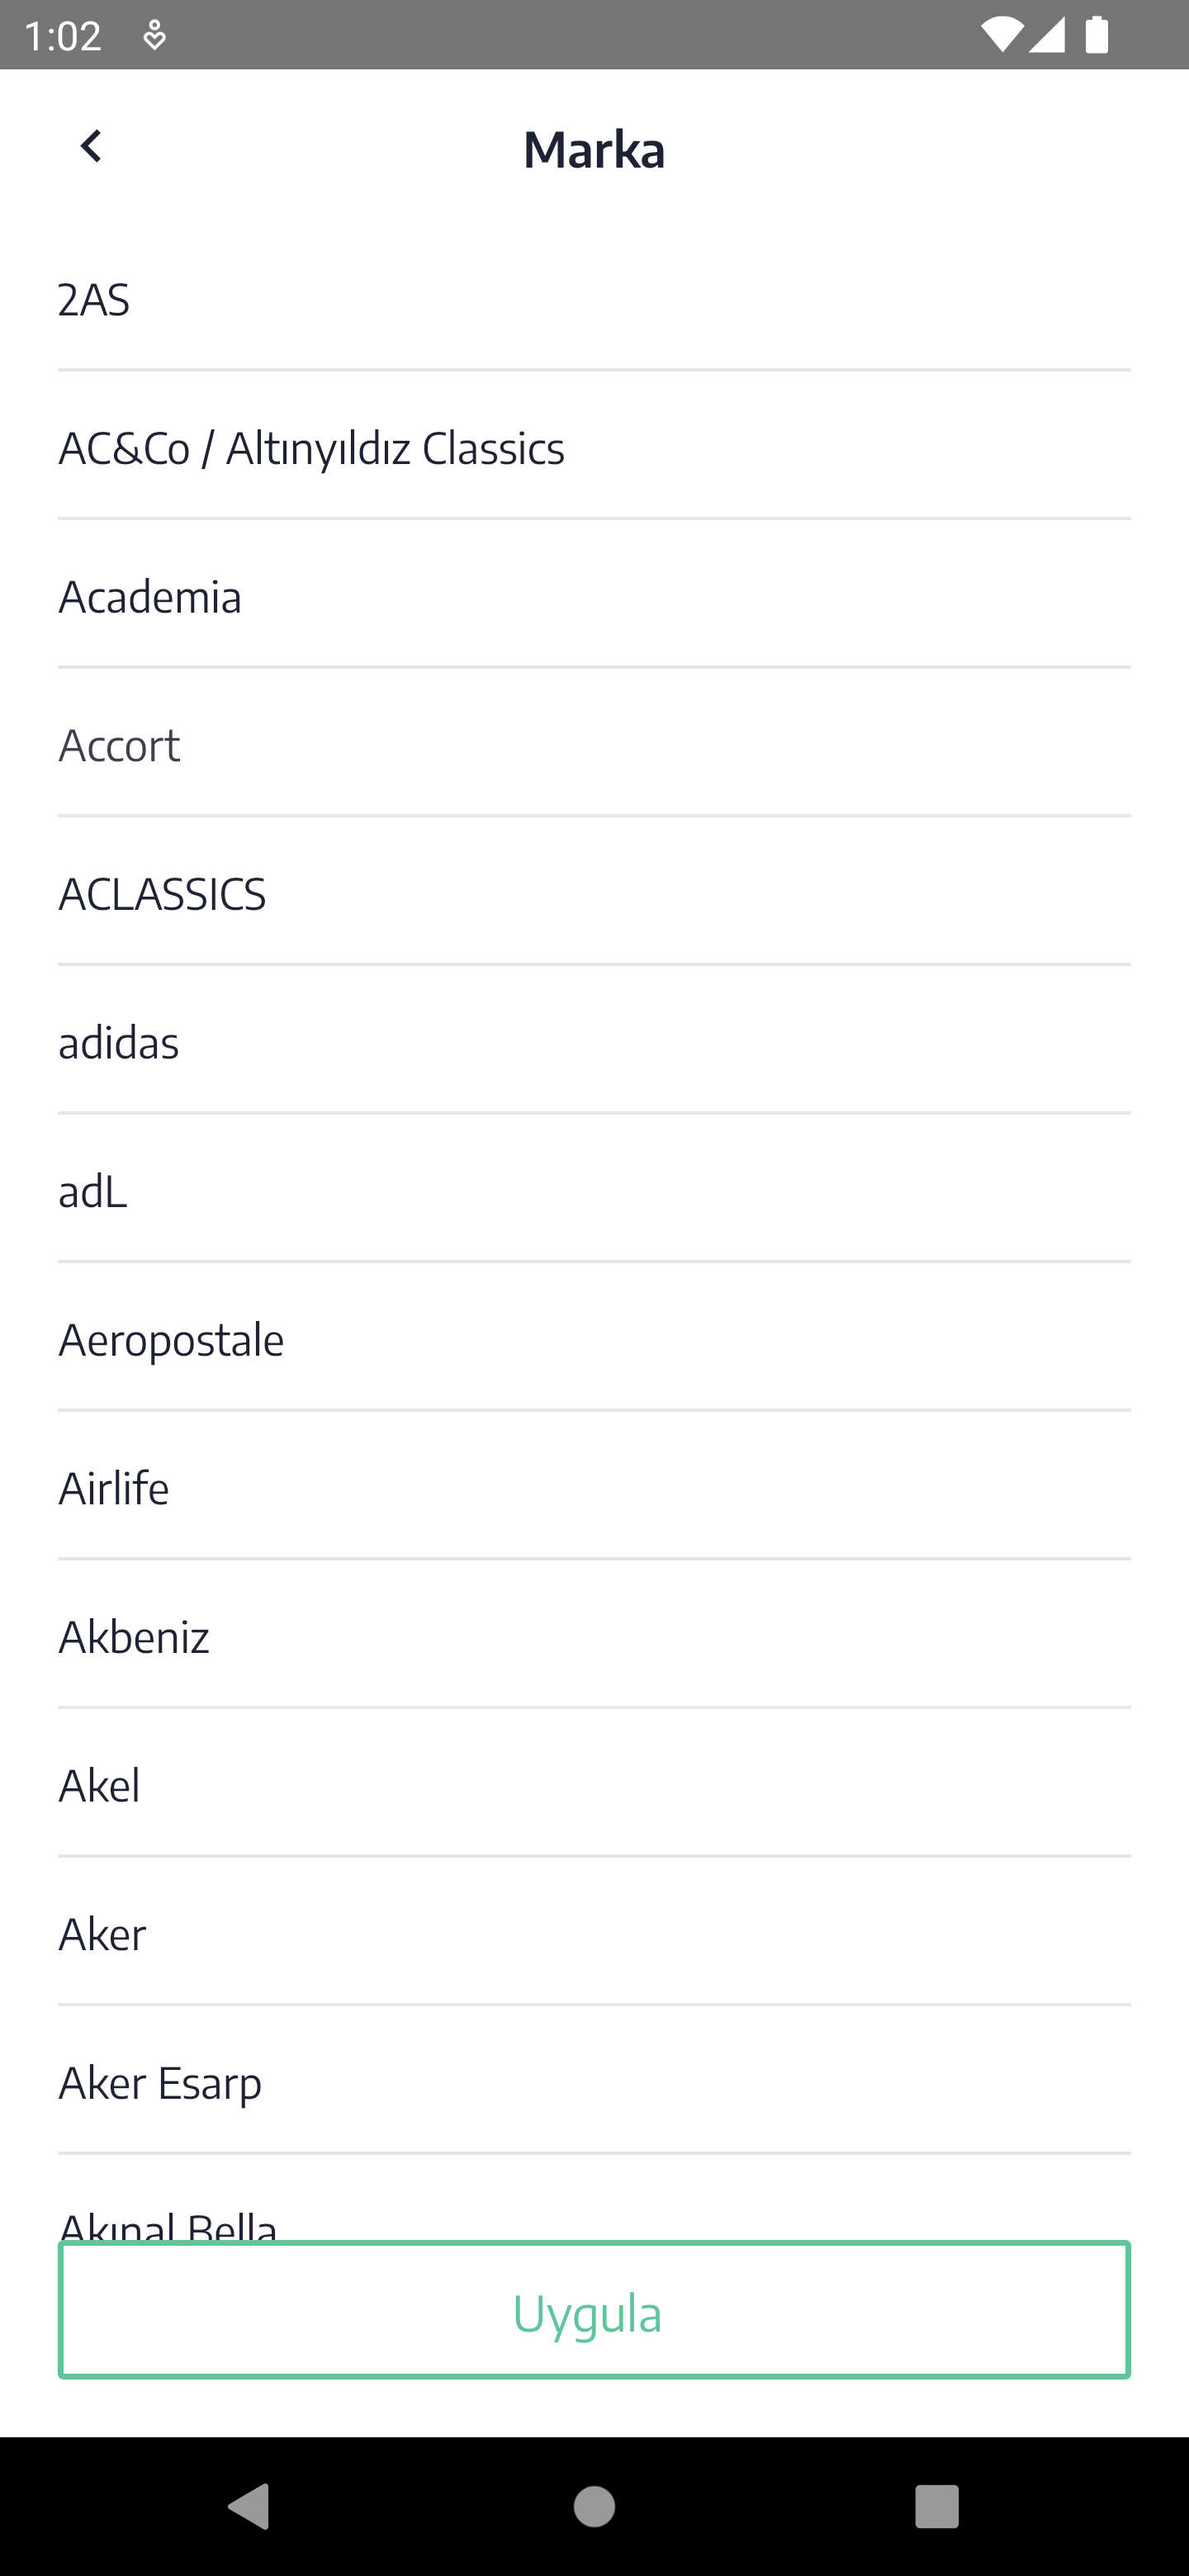 1:02
Marka
2AS
AC&Co / Altınyıldız Classics
Academia
Accort
ACLASSICS
adidas
adL
Aeropostale
Airlife
Akbeniz
Akel
Aker
Aker Esarp
Akınal Bella
Uygula